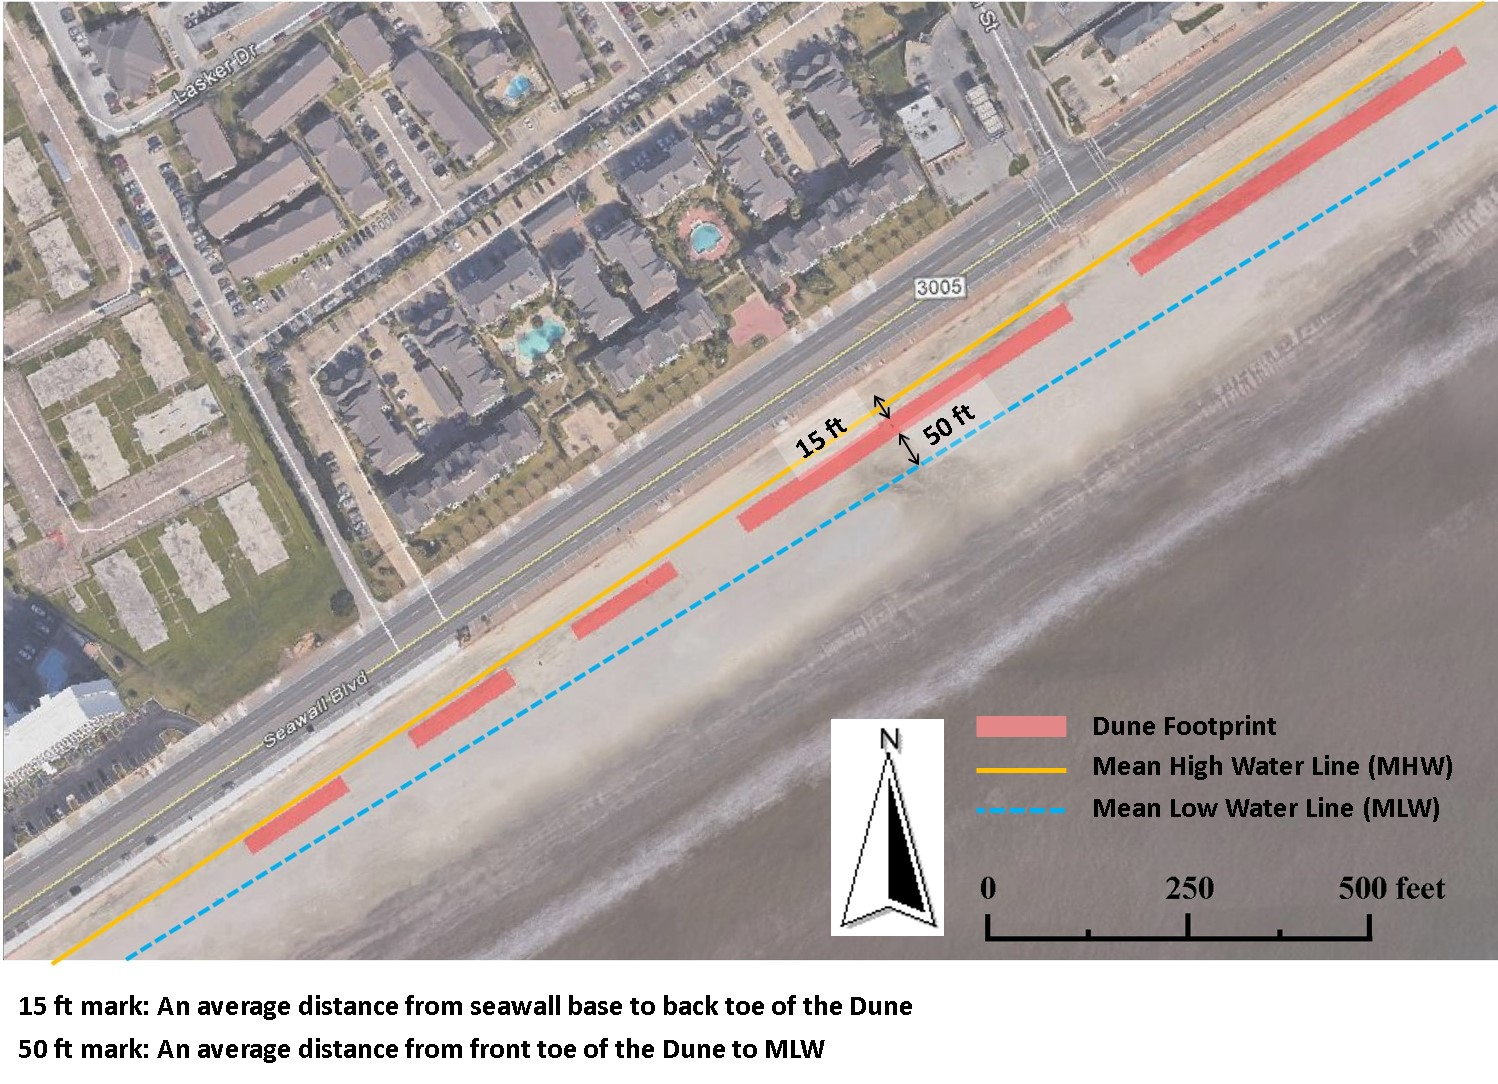 Lasker Dr
St
3005
15 ft
50 ft
Seawall Blvd
N
Dune Footprint
Mean High Water Line (MHW)
Mean Low Water Line (MLW)
0 250 500 feet
15 ft mark: An average distance from seawall base to back toe of the Dune
50 ft mark: An average distance from front toe of the Dune to MLW